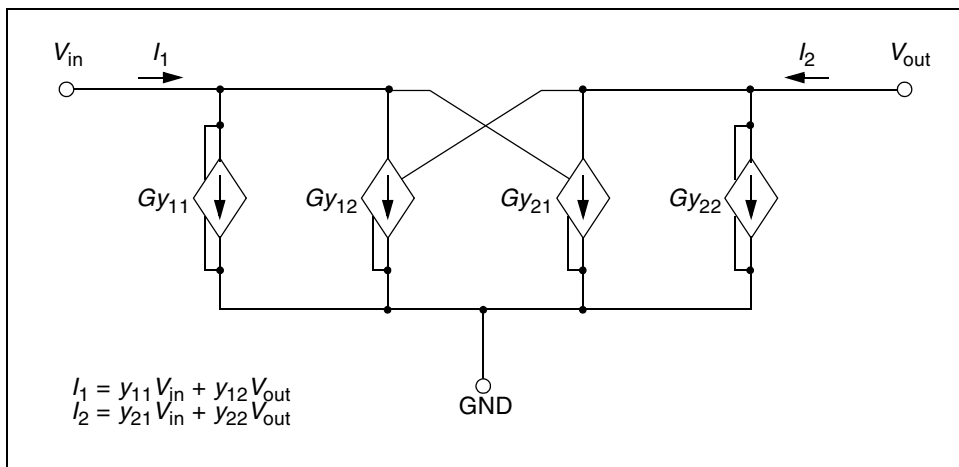 V_in I_1 I_2 V_out
Gy_11 Gy_12 Gy_21 Gy_22
I_1 = y_11 V_in + y_12 V_out
I_2 = y_21 V_in + y_22 V_out
GND